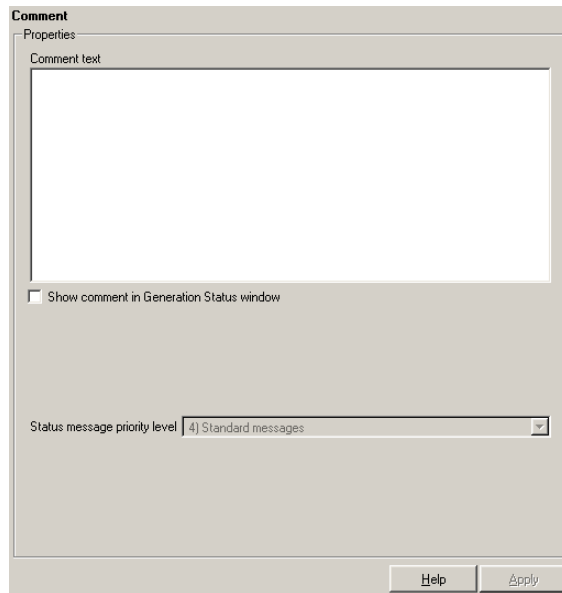 Comment
Properties
Comment text
Show comment in Generation Status window
Status message priority level 4) Standard messages
Help Apply